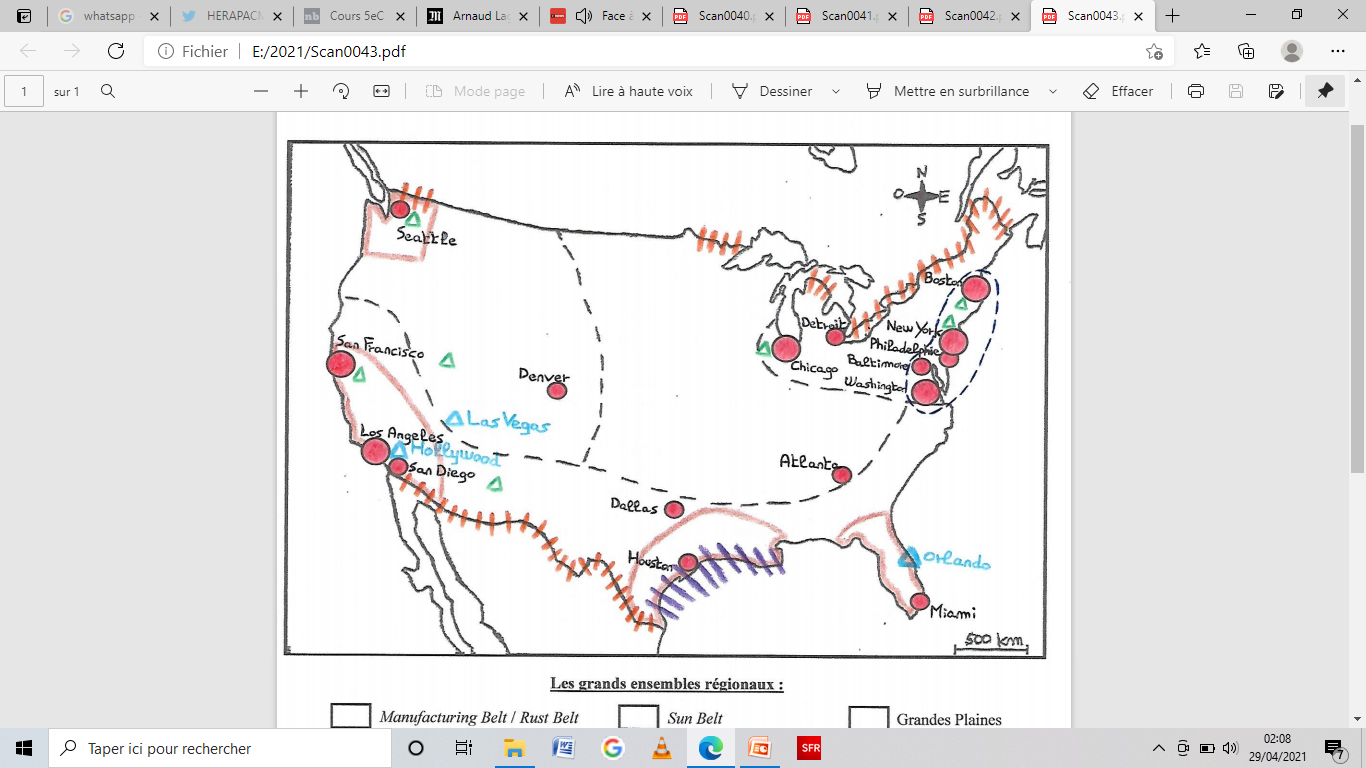 whatsapp
HERAPACM
Cours 5eC
Arnaud La
Face à
Scan0040.p
Scan0041.p
Scan0042.p
Scan0043.p
Fichier E:/2021/Scan0043.pdf
1 sur 1 Mode page Lire à haute voix Dessiner Mettre en surbrillance Effacer
N
O E
S
Seattle
Boston
New York
Detroit
Philadelphie
San Francisco
Baltimore
Chicago
Denver
Washington
Las Vegas
Los Angeles
Hollywood
Atlanta
San Diego
Dallas
Houston
Orlando
Miami
500 km
Les grands ensembles régionaux :
Manufacturing Belt / Rust Belt Sun Belt Grandes Plaines
Taper ici pour rechercher
SFR
02:08
29/04/2021
7